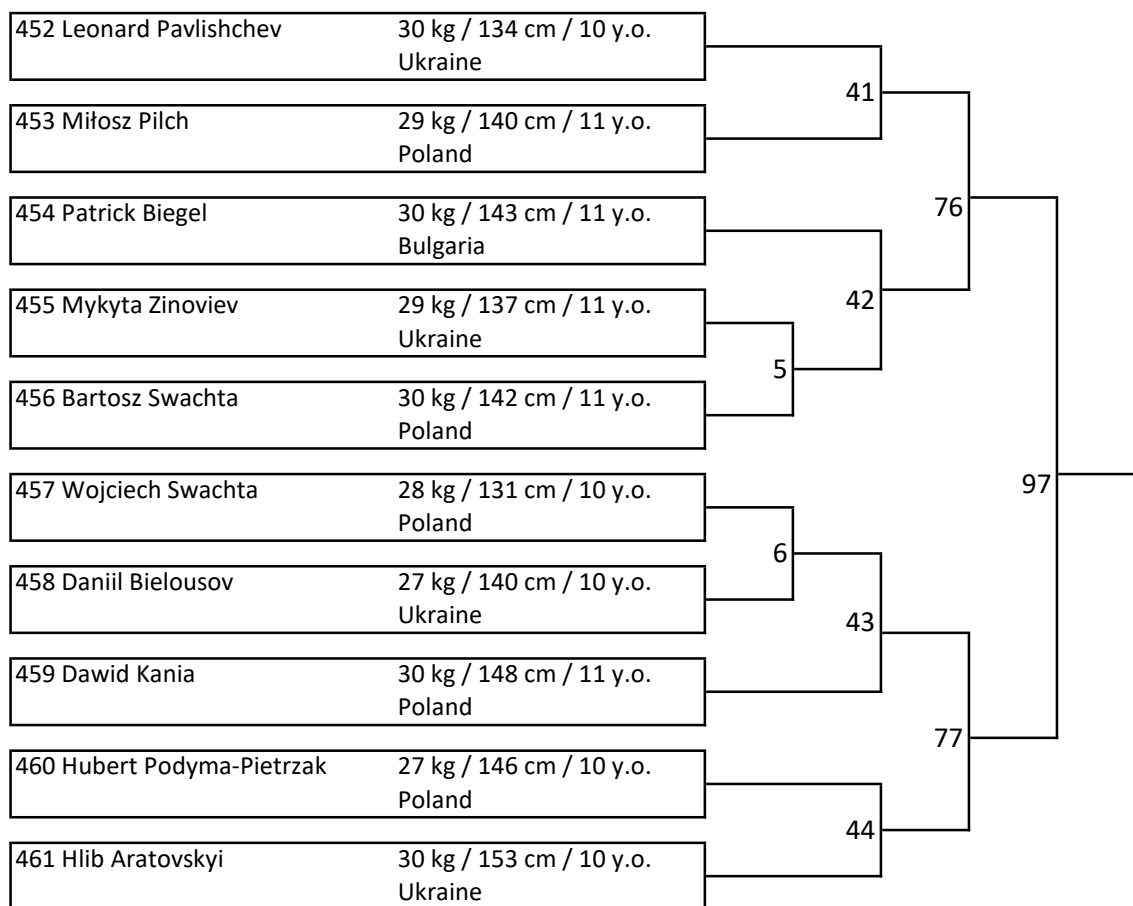 452 Leonard Pavlishchev 30 kg / 134 cm / 10 y.o.
Ukraine
41
453 Miłosz Pilch 29 kg / 140 cm / 11 y.o.
Poland
454 Patrick Biegel 30 kg / 143 cm / 11 y.o.
76
Bulgaria
455 Mykyta Zinoviev 29 kg / 137 cm / 11 y.o.
42
Ukraine
5
456 Bartosz Swachta 30 kg / 142 cm / 11 y.o.
Poland
457 Wojciech Swachta 28 kg / 131 cm / 10 y.o.
97
Poland
6
458 Daniil Bielousov 27 kg / 140 cm / 10 y.o.
Ukraine
43
459 Dawid Kania 30 kg / 148 cm / 11 y.o.
Poland
77
460 Hubert Podyma-Pietrzak 27 kg / 146 cm / 10 y.o.
Poland
44
461 Hlib Aratovskyi 30 kg / 153 cm / 10 y.o.
Ukraine